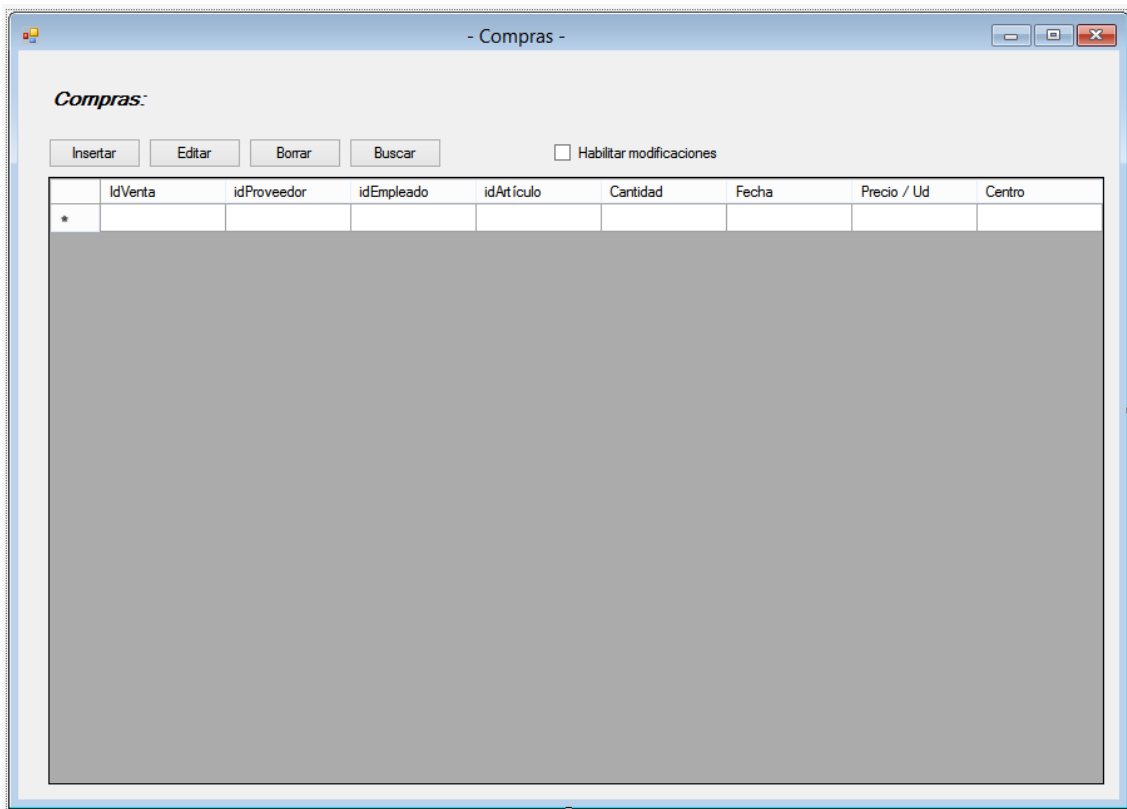 - Compras -
Compras:
Insertar Editar Borrar Buscar Habilitar modificaciones
IdVenta idProveedor idEmpleado idArtículo Cantidad Fecha Precio / Ud Centro
*